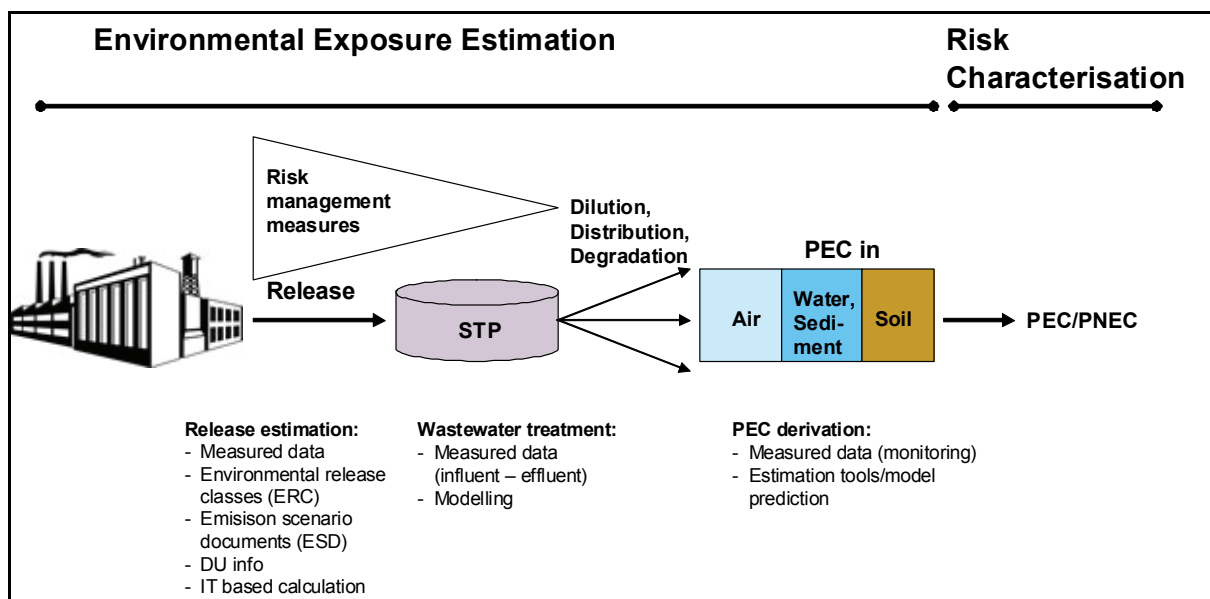 Environmental Exposure Estimation
Risk
Characterisation
Risk
management
measures
Dilution,
Distribution,
Degradation
Release
STP
PEC in
Air
Water,
Sedi-
ment
Soil
PEC/PNEC
Release estimation:
- Measured data
- Environmental release
classes (ERC)
- Emisison scenario
documents (ESD)
- DU info
- IT based calculation
Wastewater treatment:
- Measured data
(influent – effluent)
- Modelling
PEC derivation:
- Measured data (monitoring)
- Estimation tools/model
prediction